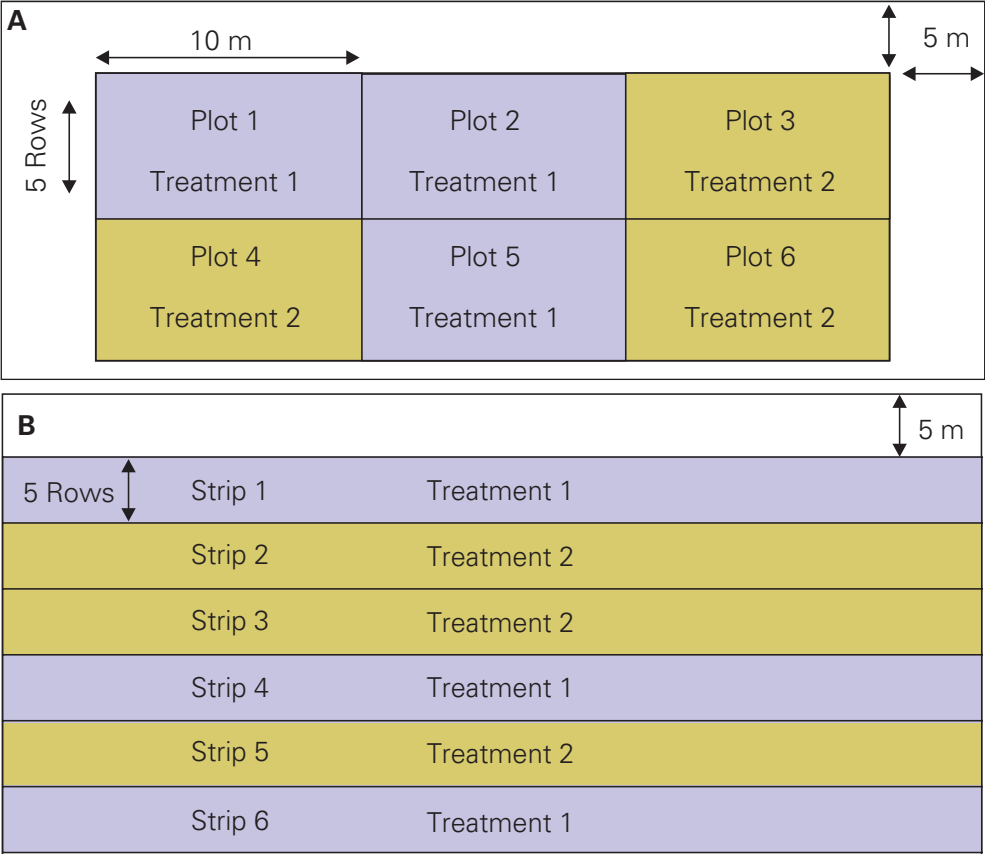 A
10 m
5 m
5 Rows
Plot 1
Treatment 1
Plot 2
Treatment 1
Plot 3
Treatment 2
Plot 4
Treatment 2
Plot 5
Treatment 1
Plot 6
Treatment 2
B
5 m
5 Rows
Strip 1 Treatment 1
Strip 2 Treatment 2
Strip 3 Treatment 2
Strip 4 Treatment 1
Strip 5 Treatment 2
Strip 6 Treatment 1